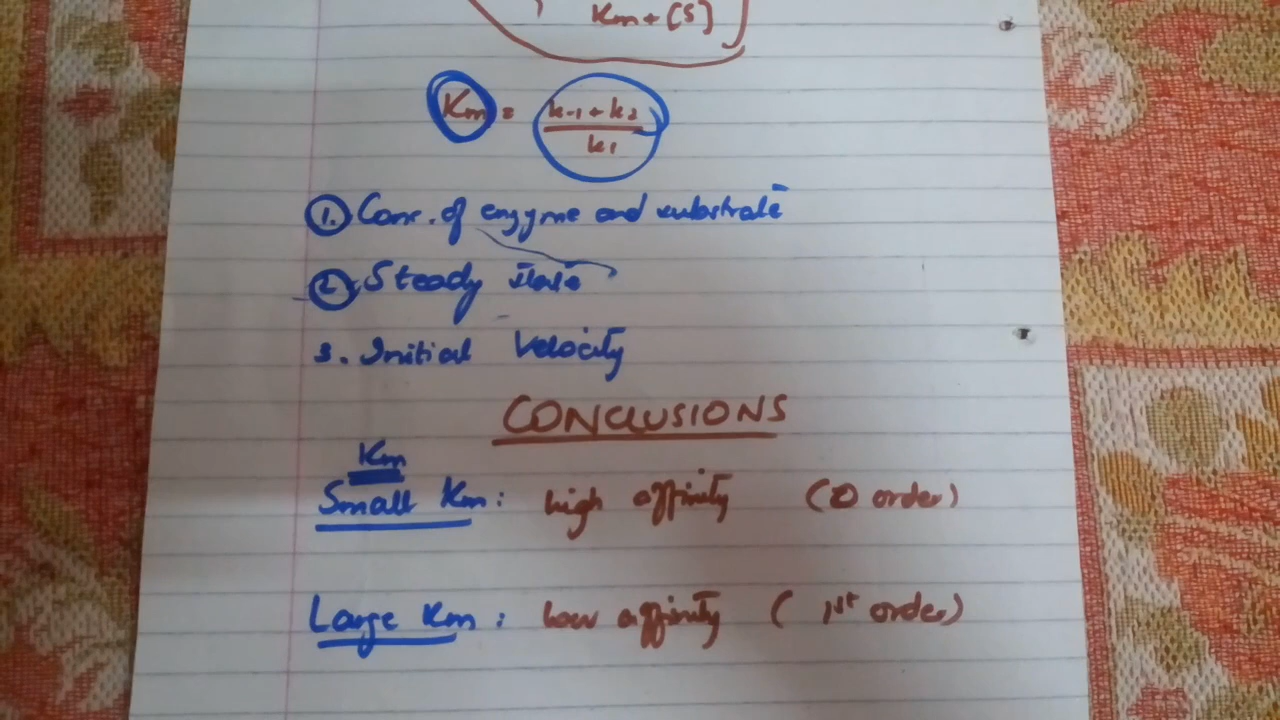 Km + [S]
Km = k-1 + k2 / k1
1. Conc. of enzyme and substrate
2. Steady state
3. Initial Velocity
CONCLUSIONS
Km
Small Km: high affinity (0 order)
Large Km: low affinity (1st order)